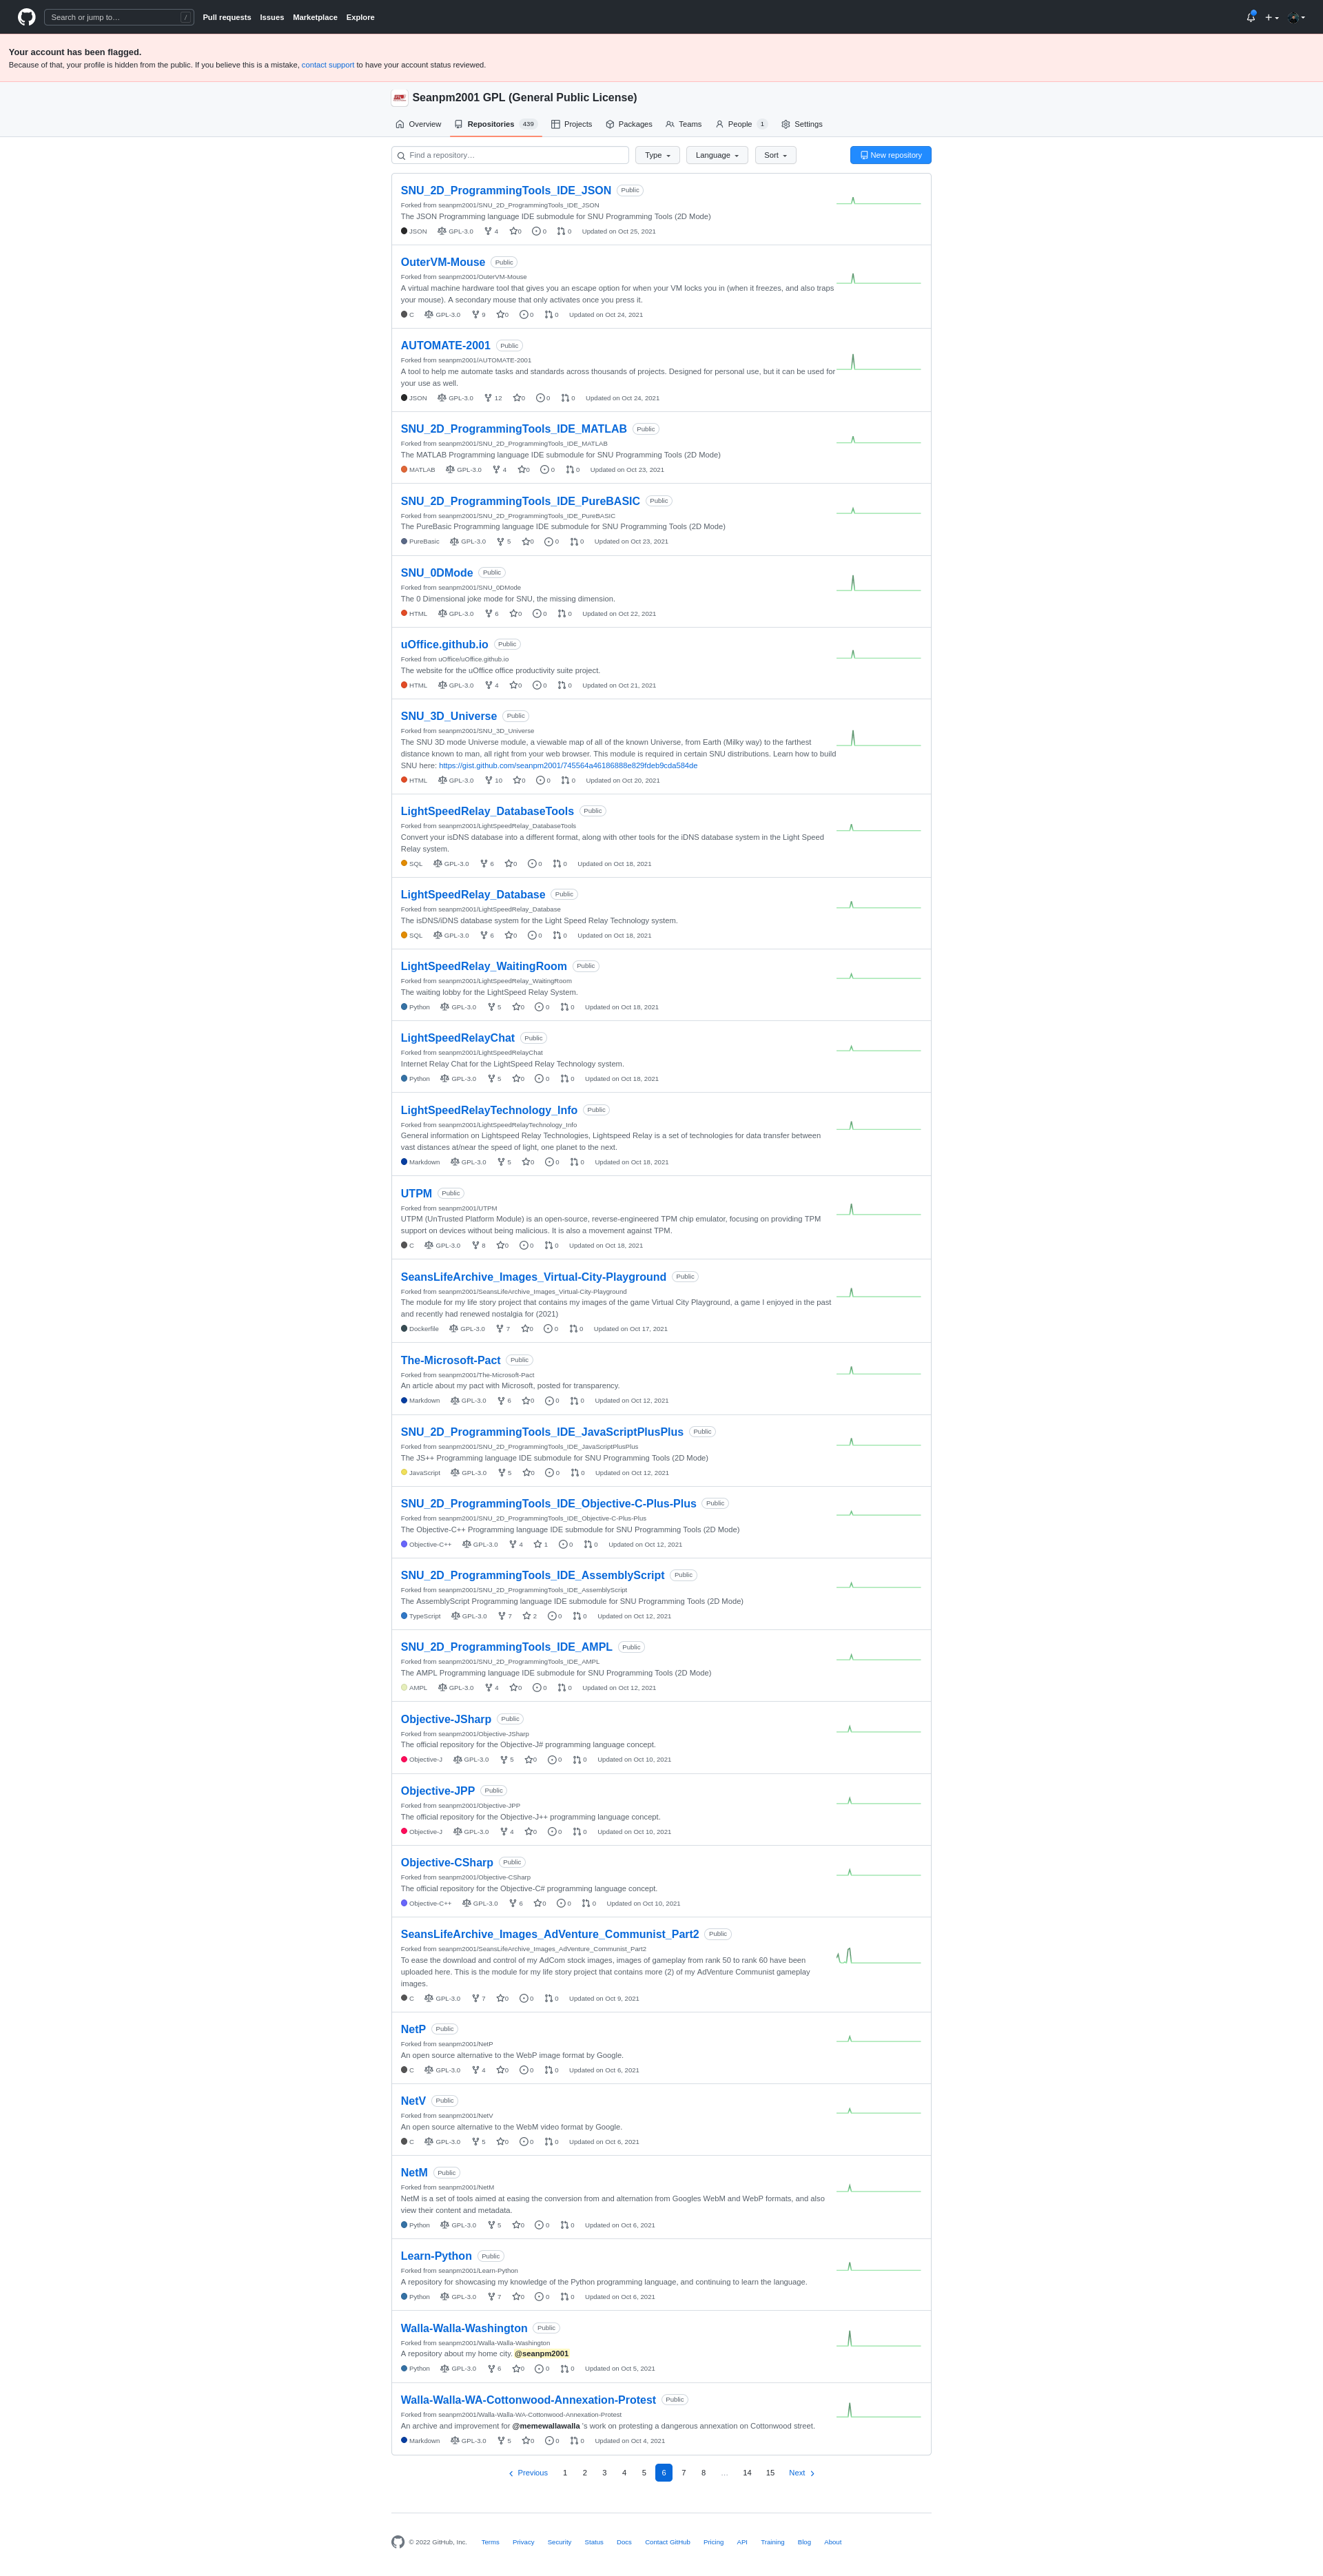 Search or jump to… / Pull requests Issues Marketplace Explore
Your account has been flagged.
Because of that, your profile is hidden from the public. If you believe this is a mistake, contact support to have your account status reviewed.
Seanpm2001 GPL (General Public License)
Overview Repositories 439 Projects Packages Teams People 1 Settings
Find a repository… Type Language Sort New repository
SNU_2D_ProgrammingTools_IDE_JSON Public
Forked from seanpm2001/SNU_2D_ProgrammingTools_IDE_JSON
The JSON Programming language IDE submodule for SNU Programming Tools (2D Mode)
JSON GPL-3.0 4 0 0 0 Updated on Oct 25, 2021
OuterVM-Mouse Public
Forked from seanpm2001/OuterVM-Mouse
A virtual machine hardware tool that gives you an escape option for when your VM locks you in (when it freezes, and also traps
your mouse). A secondary mouse that only activates once you press it.
C GPL-3.0 9 0 0 0 Updated on Oct 24, 2021
AUTOMATE-2001 Public
Forked from seanpm2001/AUTOMATE-2001
A tool to help me automate tasks and standards across thousands of projects. Designed for personal use, but it can be used for
your use as well.
JSON GPL-3.0 12 0 0 0 Updated on Oct 24, 2021
SNU_2D_ProgrammingTools_IDE_MATLAB Public
Forked from seanpm2001/SNU_2D_ProgrammingTools_IDE_MATLAB
The MATLAB Programming language IDE submodule for SNU Programming Tools (2D Mode)
MATLAB GPL-3.0 4 0 0 0 Updated on Oct 23, 2021
SNU_2D_ProgrammingTools_IDE_PureBASIC Public
Forked from seanpm2001/SNU_2D_ProgrammingTools_IDE_PureBASIC
The PureBasic Programming language IDE submodule for SNU Programming Tools (2D Mode)
PureBasic GPL-3.0 5 0 0 0 Updated on Oct 23, 2021
SNU_0DMode Public
Forked from seanpm2001/SNU_0DMode
The 0 Dimensional joke mode for SNU, the missing dimension.
HTML GPL-3.0 6 0 0 0 Updated on Oct 22, 2021
uOffice.github.io Public
Forked from uOffice/uOffice.github.io
The website for the uOffice office productivity suite project.
HTML GPL-3.0 4 0 0 0 Updated on Oct 21, 2021
SNU_3D_Universe Public
Forked from seanpm2001/SNU_3D_Universe
The SNU 3D mode Universe module, a viewable map of all of the known Universe, from Earth (Milky way) to the farthest
distance known to man, all right from your web browser. This module is required in certain SNU distributions. Learn how to build
SNU here: https://gist.github.com/seanpm2001/745564a46186888e829fdeb9cda584de
HTML GPL-3.0 10 0 0 0 Updated on Oct 20, 2021
LightSpeedRelay_DatabaseTools Public
Forked from seanpm2001/LightSpeedRelay_DatabaseTools
Convert your isDNS database into a different format, along with other tools for the iDNS database system in the Light Speed
Relay system.
SQL GPL-3.0 6 0 0 0 Updated on Oct 18, 2021
LightSpeedRelay_Database Public
Forked from seanpm2001/LightSpeedRelay_Database
The isDNS/iDNS database system for the Light Speed Relay Technology system.
SQL GPL-3.0 6 0 0 0 Updated on Oct 18, 2021
LightSpeedRelay_WaitingRoom Public
Forked from seanpm2001/LightSpeedRelay_WaitingRoom
The waiting lobby for the LightSpeed Relay System.
Python GPL-3.0 5 0 0 0 Updated on Oct 18, 2021
LightSpeedRelayChat Public
Forked from seanpm2001/LightSpeedRelayChat
Internet Relay Chat for the LightSpeed Relay Technology system.
Python GPL-3.0 5 0 0 0 Updated on Oct 18, 2021
LightSpeedRelayTechnology_Info Public
Forked from seanpm2001/LightSpeedRelayTechnology_Info
General information on Lightspeed Relay Technologies, Lightspeed Relay is a set of technologies for data transfer between
vast distances at/near the speed of light, one planet to the next.
Markdown GPL-3.0 5 0 0 0 Updated on Oct 18, 2021
UTPM Public
Forked from seanpm2001/UTPM
UTPM (UnTrusted Platform Module) is an open-source, reverse-engineered TPM chip emulator, focusing on providing TPM
support on devices without being malicious. It is also a movement against TPM.
C GPL-3.0 8 0 0 0 Updated on Oct 18, 2021
SeansLifeArchive_Images_Virtual-City-Playground Public
Forked from seanpm2001/SeansLifeArchive_Images_Virtual-City-Playground
The module for my life story project that contains my images of the game Virtual City Playground, a game I enjoyed in the past
and recently had renewed nostalgia for (2021)
Dockerfile GPL-3.0 7 0 0 0 Updated on Oct 17, 2021
The-Microsoft-Pact Public
Forked from seanpm2001/The-Microsoft-Pact
An article about my pact with Microsoft, posted for transparency.
Markdown GPL-3.0 6 0 0 0 Updated on Oct 12, 2021
SNU_2D_ProgrammingTools_IDE_JavaScriptPlusPlus Public
Forked from seanpm2001/SNU_2D_ProgrammingTools_IDE_JavaScriptPlusPlus
The JS++ Programming language IDE submodule for SNU Programming Tools (2D Mode)
JavaScript GPL-3.0 5 0 0 0 Updated on Oct 12, 2021
SNU_2D_ProgrammingTools_IDE_Objective-C-Plus-Plus Public
Forked from seanpm2001/SNU_2D_ProgrammingTools_IDE_Objective-C-Plus-Plus
The Objective-C++ Programming language IDE submodule for SNU Programming Tools (2D Mode)
Objective-C++ GPL-3.0 4 1 0 0 Updated on Oct 12, 2021
SNU_2D_ProgrammingTools_IDE_AssemblyScript Public
Forked from seanpm2001/SNU_2D_ProgrammingTools_IDE_AssemblyScript
The AssemblyScript Programming language IDE submodule for SNU Programming Tools (2D Mode)
TypeScript GPL-3.0 7 2 0 0 Updated on Oct 12, 2021
SNU_2D_ProgrammingTools_IDE_AMPL Public
Forked from seanpm2001/SNU_2D_ProgrammingTools_IDE_AMPL
The AMPL Programming language IDE submodule for SNU Programming Tools (2D Mode)
AMPL GPL-3.0 4 0 0 0 Updated on Oct 12, 2021
Objective-JSharp Public
Forked from seanpm2001/Objective-JSharp
The official repository for the Objective-J# programming language concept.
Objective-J GPL-3.0 5 0 0 0 Updated on Oct 10, 2021
Objective-JPP Public
Forked from seanpm2001/Objective-JPP
The official repository for the Objective-J++ programming language concept.
Objective-J GPL-3.0 4 0 0 0 Updated on Oct 10, 2021
Objective-CSharp Public
Forked from seanpm2001/Objective-CSharp
The official repository for the Objective-C# programming language concept.
Objective-C++ GPL-3.0 6 0 0 0 Updated on Oct 10, 2021
SeansLifeArchive_Images_AdVenture_Communist_Part2 Public
Forked from seanpm2001/SeansLifeArchive_Images_AdVenture_Communist_Part2
To ease the download and control of my AdCom stock images, images of gameplay from rank 50 to rank 60 have been
uploaded here. This is the module for my life story project that contains more (2) of my AdVenture Communist gameplay
images.
C GPL-3.0 7 0 0 0 Updated on Oct 9, 2021
NetP Public
Forked from seanpm2001/NetP
An open source alternative to the WebP image format by Google.
C GPL-3.0 4 0 0 0 Updated on Oct 6, 2021
NetV Public
Forked from seanpm2001/NetV
An open source alternative to the WebM video format by Google.
C GPL-3.0 5 0 0 0 Updated on Oct 6, 2021
NetM Public
Forked from seanpm2001/NetM
NetM is a set of tools aimed at easing the conversion from and alternation from Googles WebM and WebP formats, and also
view their content and metadata.
Python GPL-3.0 5 0 0 0 Updated on Oct 6, 2021
Learn-Python Public
Forked from seanpm2001/Learn-Python
A repository for showcasing my knowledge of the Python programming language, and continuing to learn the language.
Python GPL-3.0 7 0 0 0 Updated on Oct 6, 2021
Walla-Walla-Washington Public
Forked from seanpm2001/Walla-Walla-Washington
A repository about my home city. @seanpm2001
Python GPL-3.0 6 0 0 0 Updated on Oct 5, 2021
Walla-Walla-WA-Cottonwood-Annexation-Protest Public
Forked from seanpm2001/Walla-Walla-WA-Cottonwood-Annexation-Protest
An archive and improvement for @memewallawalla 's work on protesting a dangerous annexation on Cottonwood street.
Markdown GPL-3.0 5 0 0 0 Updated on Oct 4, 2021
Previous 1 2 3 4 5 6 7 8 … 14 15 Next
© 2022 GitHub, Inc. Terms Privacy Security Status Docs Contact GitHub Pricing API Training Blog About